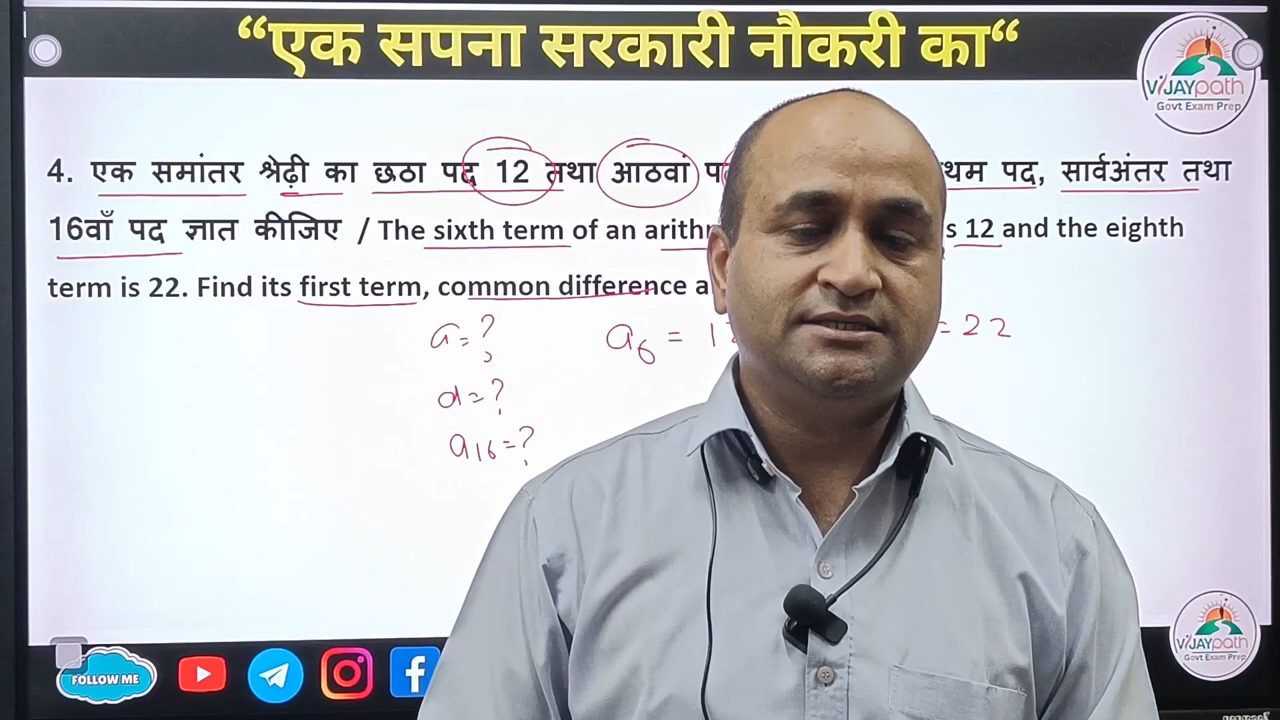 “एक सपना सरकारी नौकरी का“
VIJAYpath
Govt Exam Prep
4. एक समांतर श्रेढ़ी का छठा पद 12 तथा आठवां प थम पद, सार्वअंतर तथा
16वाँ पद ज्ञात कीजिए / The sixth term of an arithm s 12 and the eighth
term is 22. Find its first term, common difference a
a=?
a6 = 1 =22
d=?
a16=?
FOLLOW ME
VIJAYpath
Govt Exam Prep